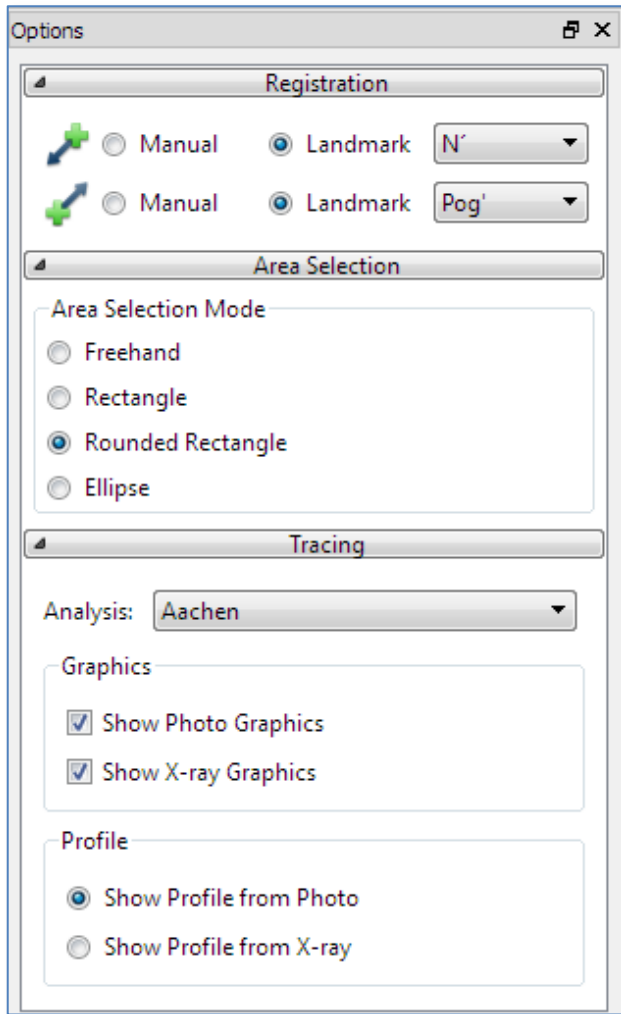 Options
Registration
Manual Landmark N´
Manual Landmark Pog'
Area Selection
Area Selection Mode
Freehand
Rectangle
Rounded Rectangle
Ellipse
Tracing
Analysis: Aachen
Graphics
Show Photo Graphics
Show X-ray Graphics
Profile
Show Profile from Photo
Show Profile from X-ray